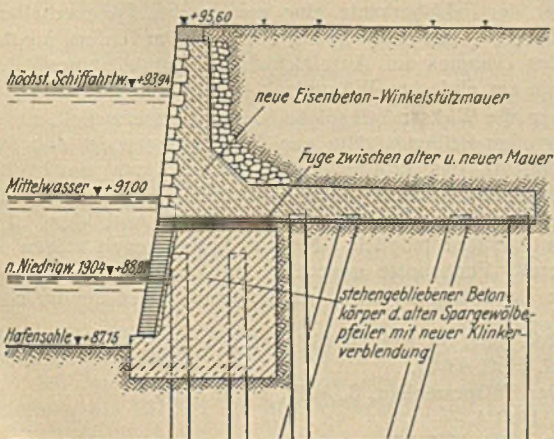 +95,60
höchst. Schiffahrtw. +93,94
neue Eisenbeton-Winkelstützmauer
Fuge zwischen alter u. neuer Mauer
Mittelwasser +91,00
n. Niedrigw. 1904
stehengebliebener Beton-
körper d. alten Spargewölbe-
pfeiler mit neuer Klinker-
verblendung
Hafensohle +87,15